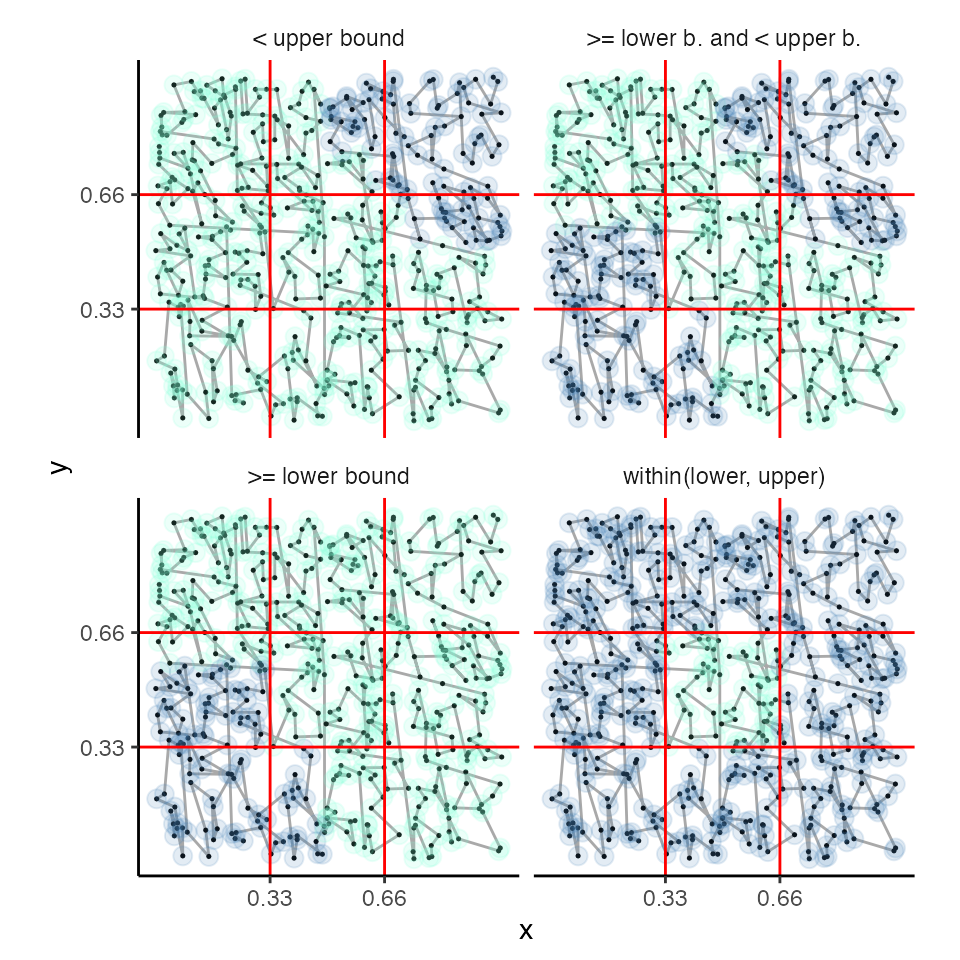 < upper bound
>= lower b. and < upper b.
0.66
0.33
y
>= lower bound
within(lower, upper)
0.66
0.33
0.33
0.66
0.33
0.66
x